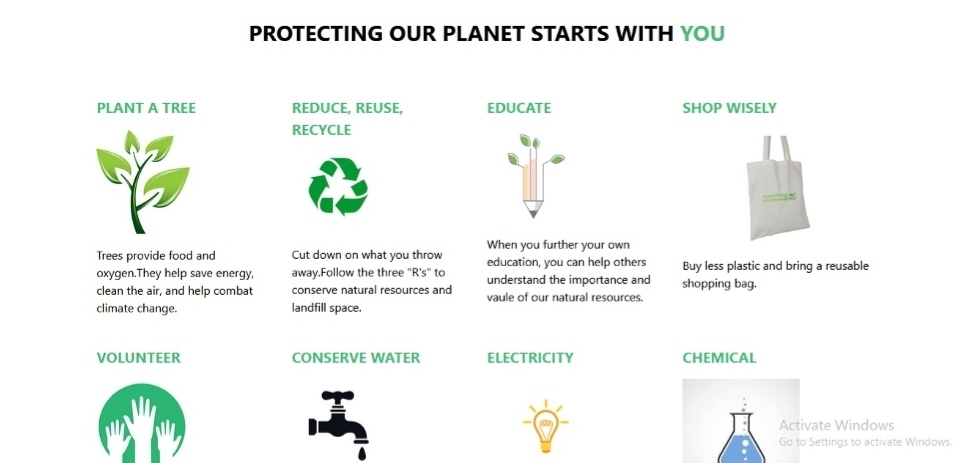 PROTECTING OUR PLANET STARTS WITH YOU
PLANT A TREE
Trees provide food and
oxygen.They help save energy,
clean the air, and help combat
climate change.
REDUCE, REUSE,
RECYCLE
Cut down on what you throw
away.Follow the three "R's" to
conserve natural resources and
landfill space.
EDUCATE
When you further your own
education, you can help others
understand the importance and
vaule of our natural resources.
SHOP WISELY
Buy less plastic and bring a reusable
shopping bag.
VOLUNTEER
CONSERVE WATER
ELECTRICITY
CHEMICAL
Activate Windows
Go to Settings to activate Windows.